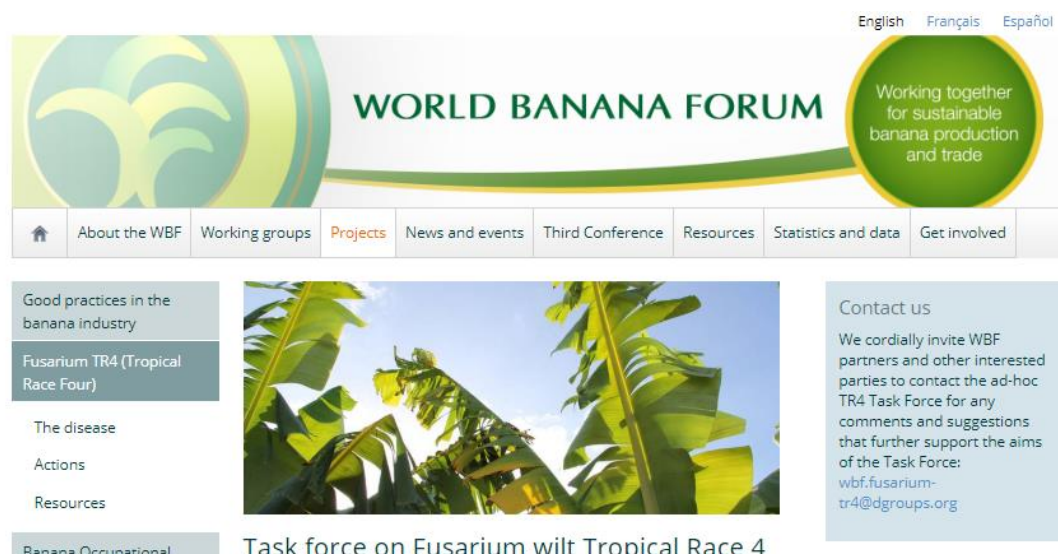 English Français Español
WORLD BANANA FORUM
Working together
for sustainable
banana production
and trade
About the WBF Working groups Projects News and events Third Conference Resources Statistics and data Get involved
Good practices in the
banana industry
Fusarium TR4 (Tropical
Race Four)
The disease
Actions
Resources
Banana Occupational
Task force on Fusarium wilt Tropical Race 4
Contact us
We cordially invite WBF
partners and other interested
parties to contact the ad-hoc
TR4 Task Force for any
comments and suggestions
that further support the aims
of the Task Force:
wbf.fusarium-
tr4@dgroups.org